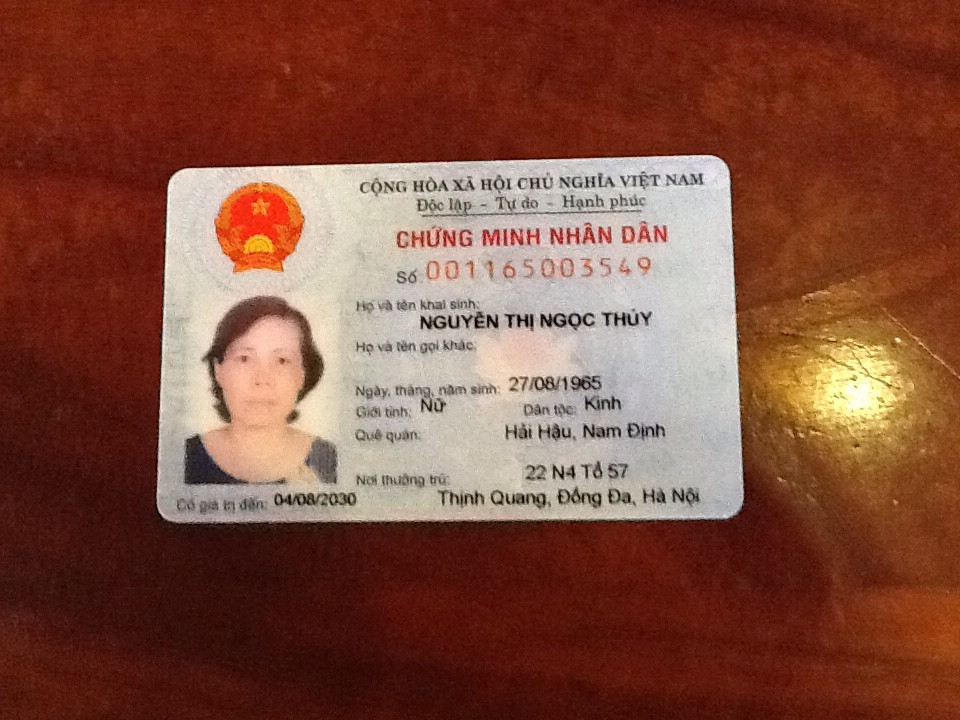 CỘNG HÒA XÃ HỘI CHỦ NGHĨA VIỆT NAM
Độc lập - Tự do - Hạnh phúc
CHỨNG MINH NHÂN DÂN
Số 001165003549
Họ và tên khai sinh:
NGUYỄN THỊ NGỌC THÚY
Họ và tên gọi khác:
Ngày, tháng, năm sinh: 27/08/1965
Giới tính: Nữ Dân tộc: Kinh
Quê quán: Hải Hậu, Nam Định
Nơi thường trú: 22 N4 Tổ 57
Thịnh Quang, Đống Đa, Hà Nội
Có giá trị đến: 04/08/2030